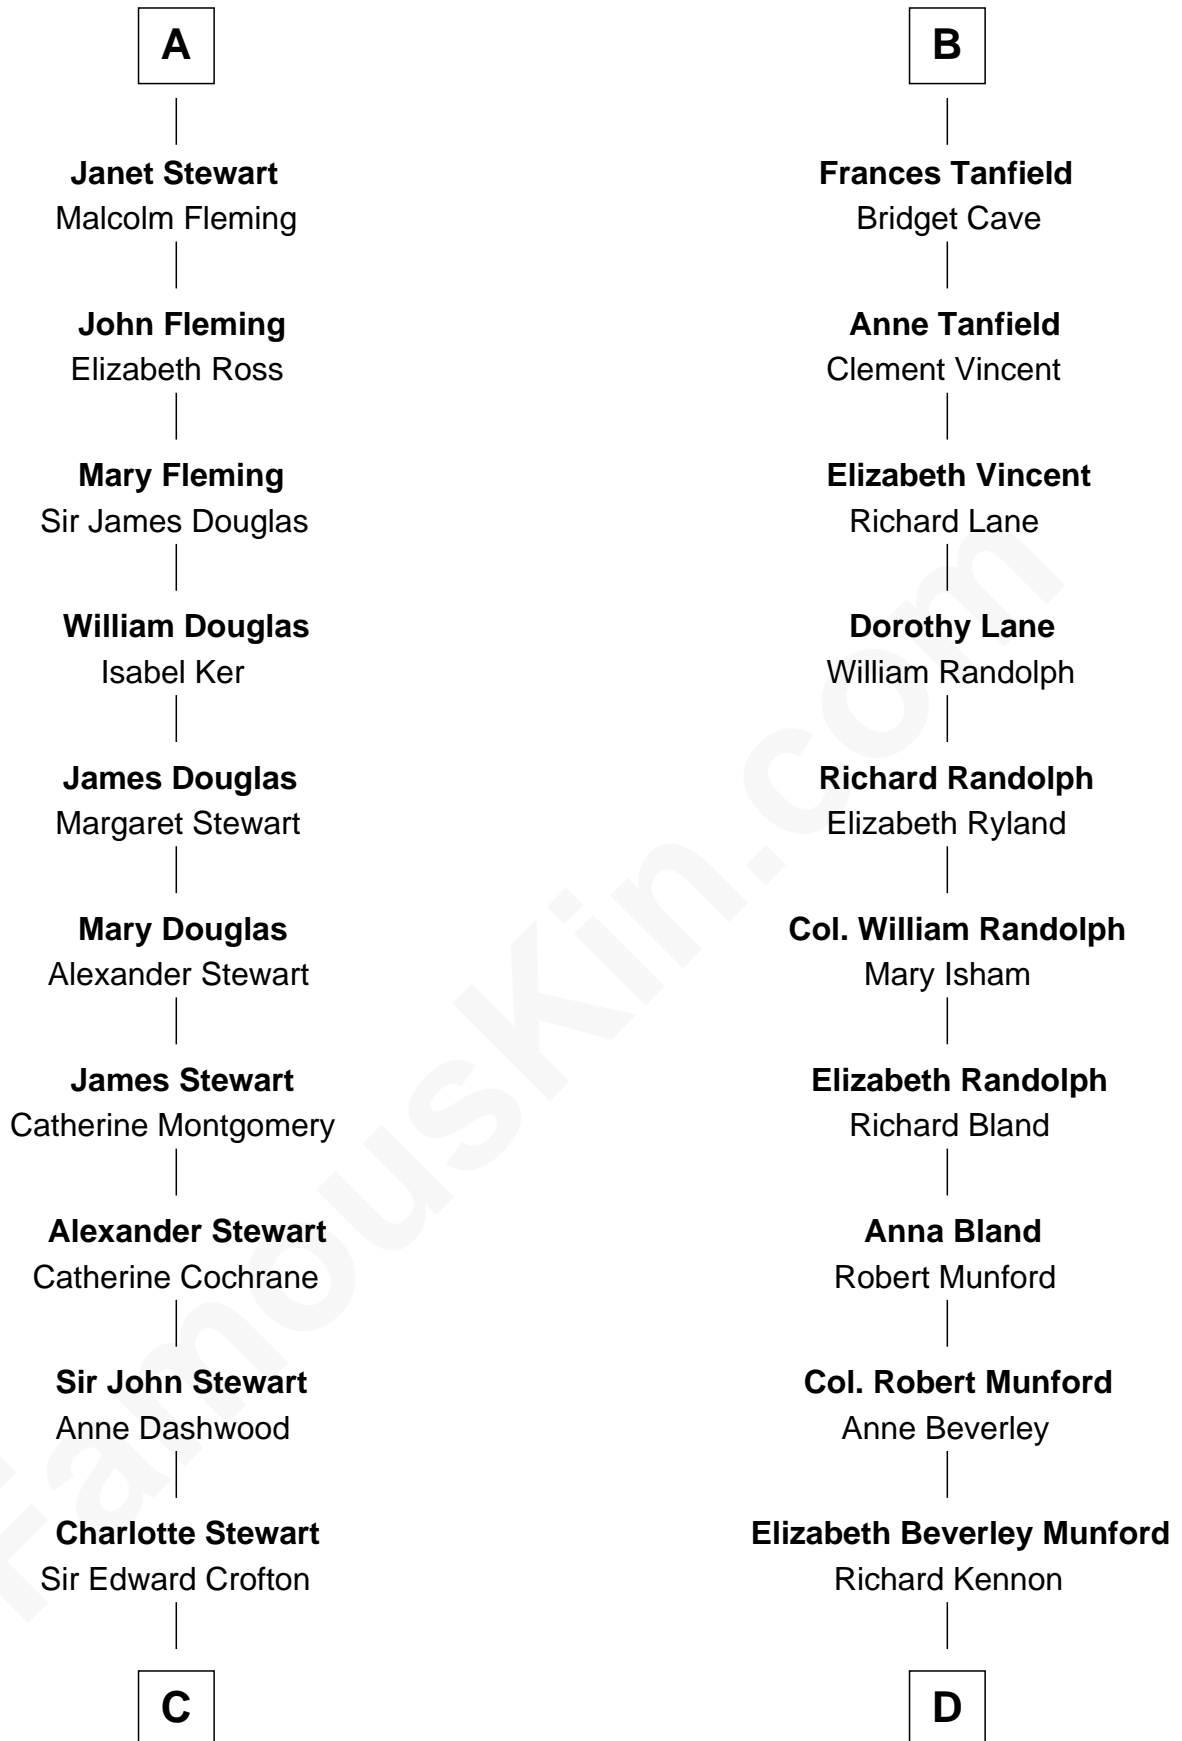 A
Janet Stewart
Malcolm Fleming
John Fleming
Elizabeth Ross
Mary Fleming
Sir James Douglas
William Douglas
Isabel Ker
James Douglas
Margaret Stewart
Mary Douglas
Alexander Stewart
James Stewart
Catherine Montgomery
Alexander Stewart
Catherine Cochrane
Sir John Stewart
Anne Dashwood
Charlotte Stewart
Sir Edward Crofton
C
B
Frances Tanfield
Bridget Cave
Anne Tanfield
Clement Vincent
Elizabeth Vincent
Richard Lane
Dorothy Lane
William Randolph
Richard Randolph
Elizabeth Ryland
Col. William Randolph
Mary Isham
Elizabeth Randolph
Richard Bland
Anna Bland
Robert Munford
Col. Robert Munford
Anne Beverley
Elizabeth Beverley Munford
Richard Kennon
D
FamousKin.com